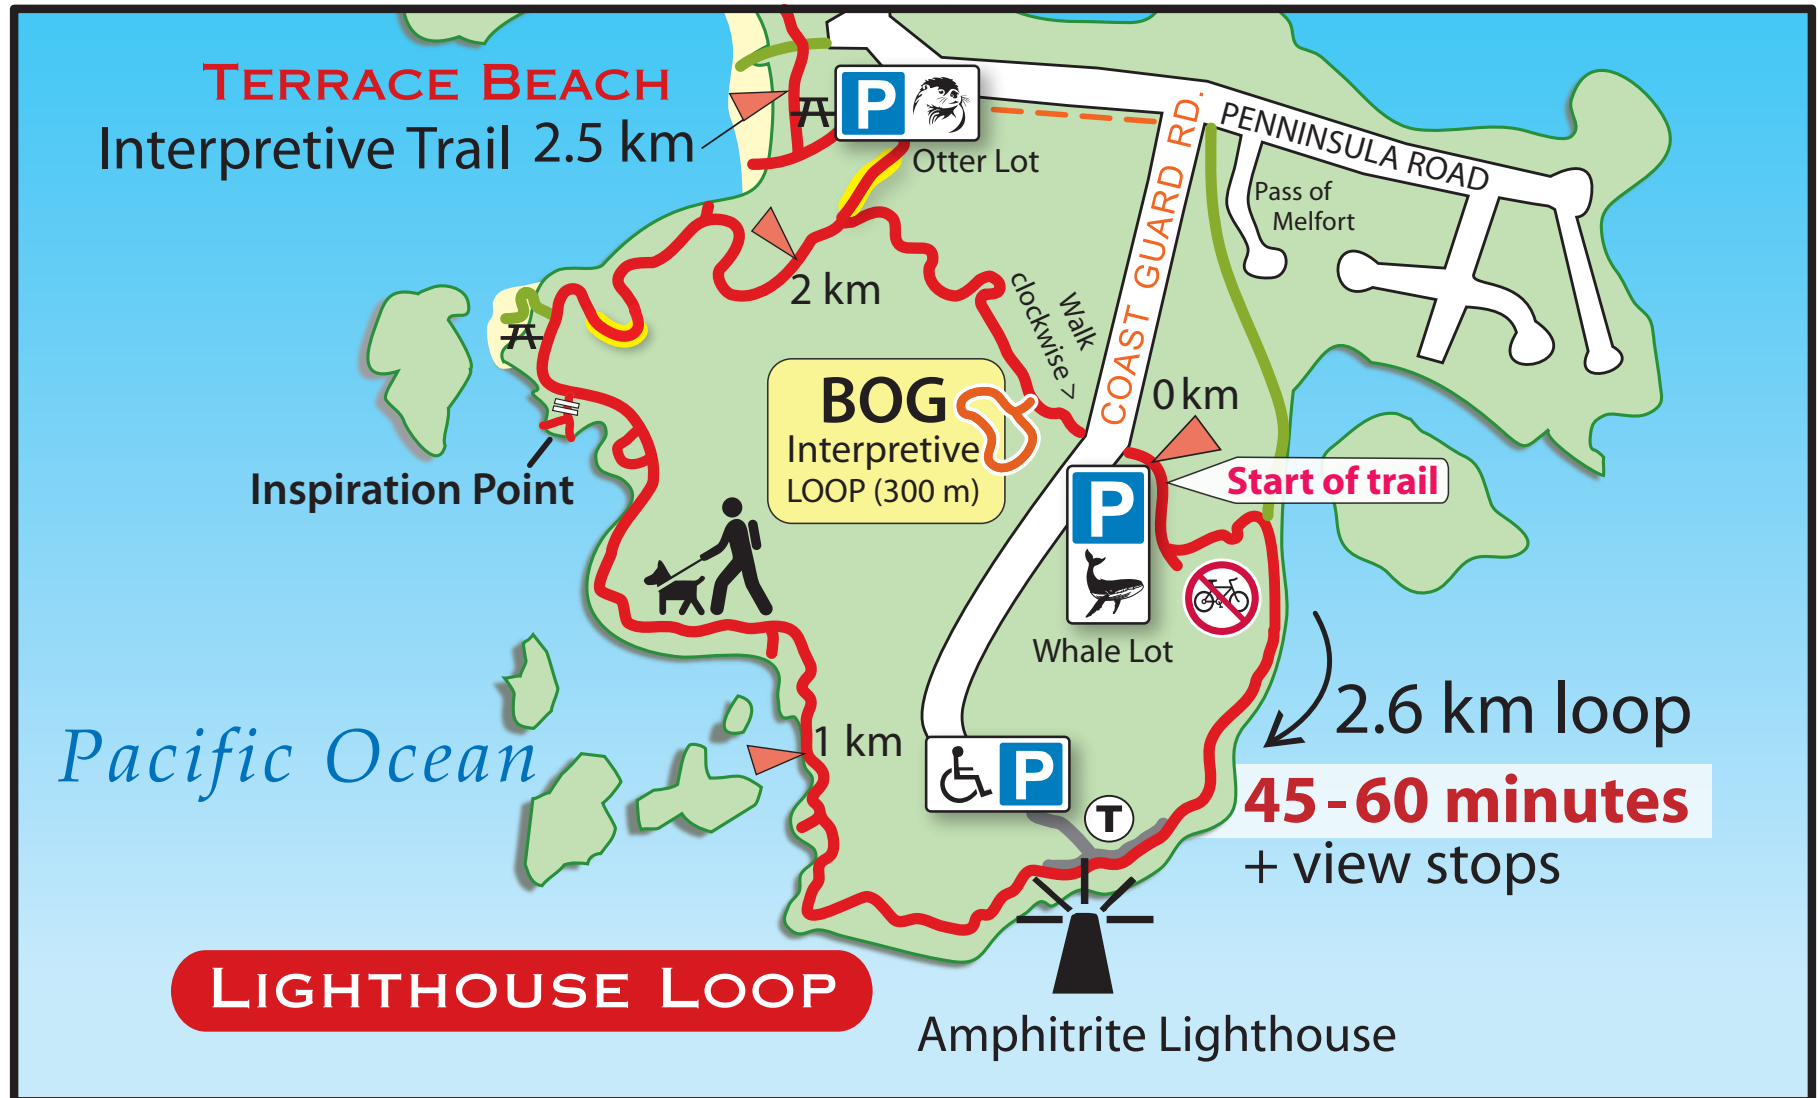 TERRACE BEACH
Interpretive Trail 2.5 km
P
Otter Lot
COAST GUARD RD.
PENNINSULA ROAD
Pass of
Melfort
2 km
Walk
clockwise >
0 km
BOG
Interpretive
LOOP (300 m)
Start of trail
Inspiration Point
P
Whale Lot
2.6 km loop
45-60 minutes
+ view stops
Pacific Ocean
1 km
P
T
LIGHTHOUSE LOOP
Amphitrite Lighthouse